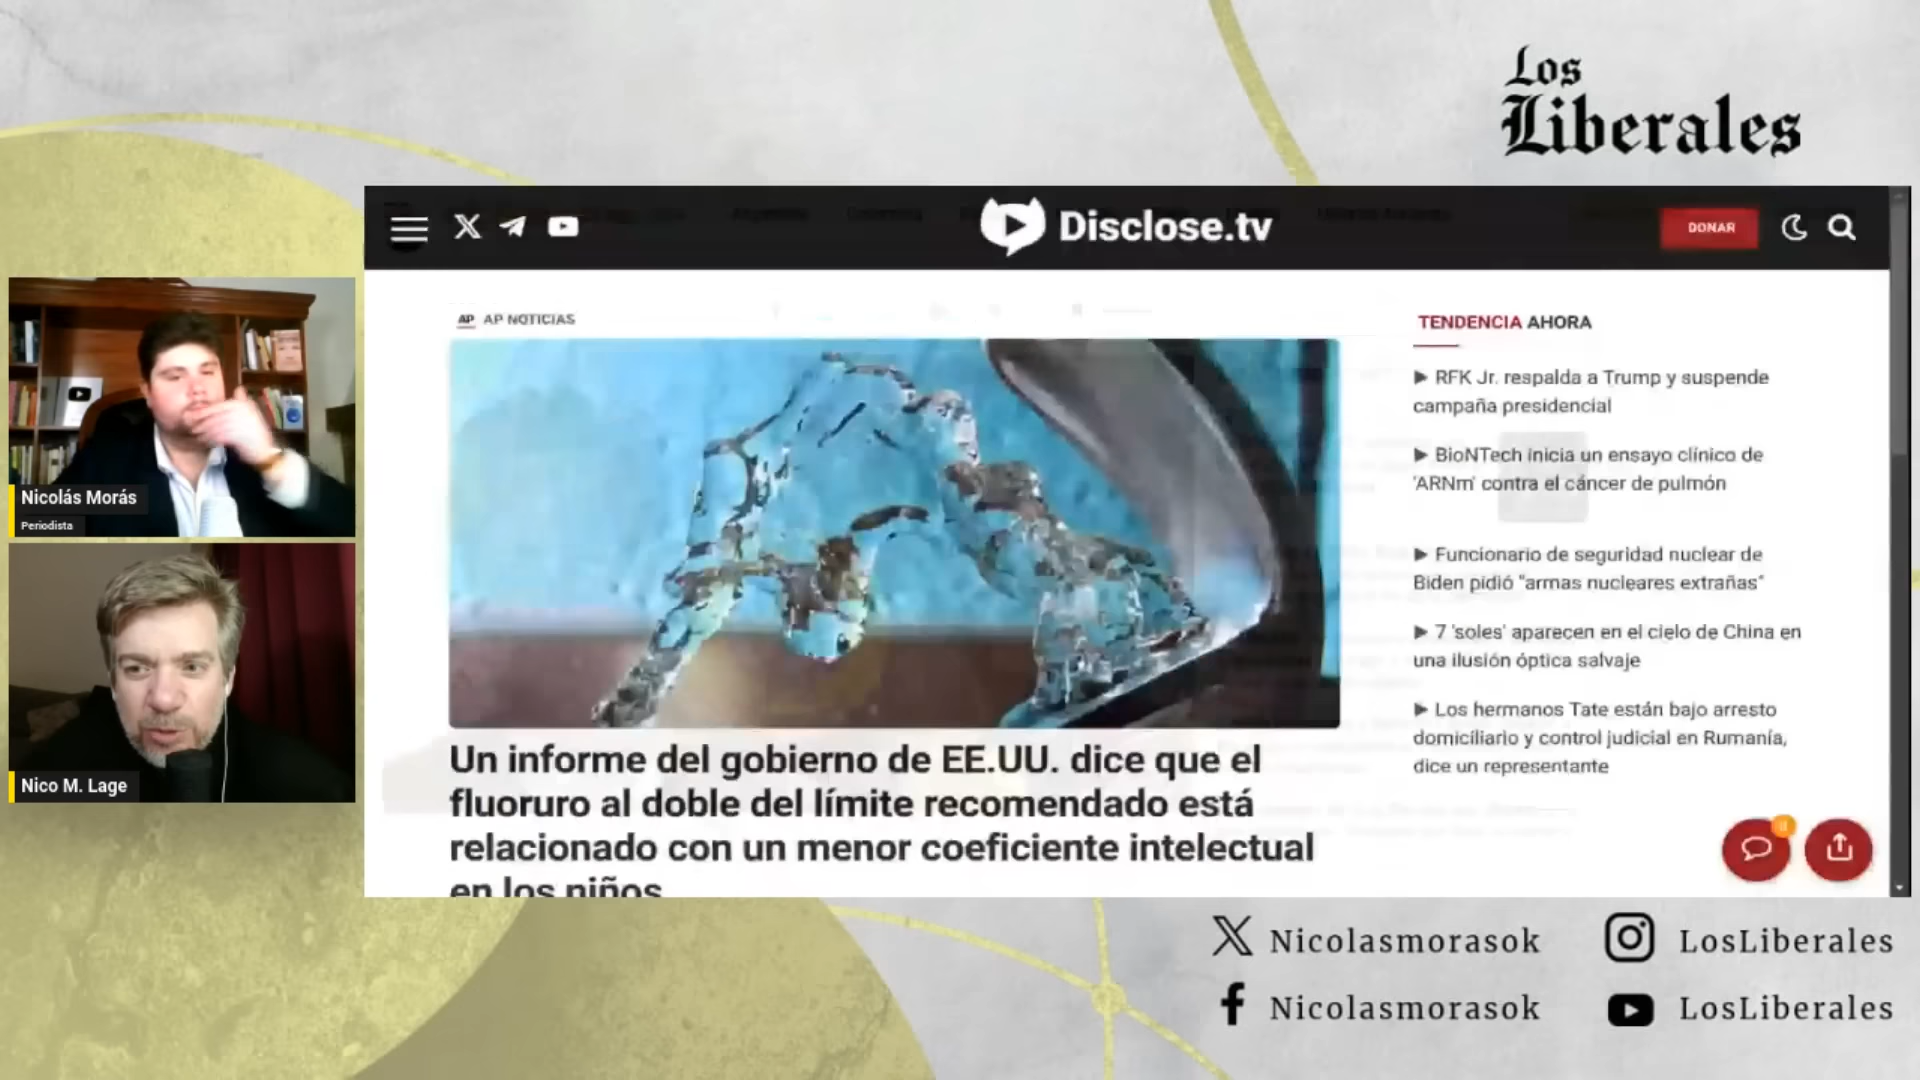 Los
Liberales
Disclose.tv
DONAR
AP AP NOTICIAS
Un informe del gobierno de EE.UU. dice que el
fluoruro al doble del límite recomendado está
relacionado con un menor coeficiente intelectual
en los niños
TENDENCIA AHORA
RFK Jr. respalda a Trump y suspende
campaña presidencial
BioNTech inicia un ensayo clínico de
'ARNm' contra el cáncer de pulmón
Funcionario de seguridad nuclear de
Biden pidió "armas nucleares extrañas"
7 'soles' aparecen en el cielo de China en
una ilusión óptica salvaje
Los hermanos Tate están bajo arresto
domiciliario y control judicial en Rumanía,
dice un representante
Nicolás Morás
Periodista
Nico M. Lage
Nicolasmorasok
LosLiberales
Nicolasmorasok
LosLiberales